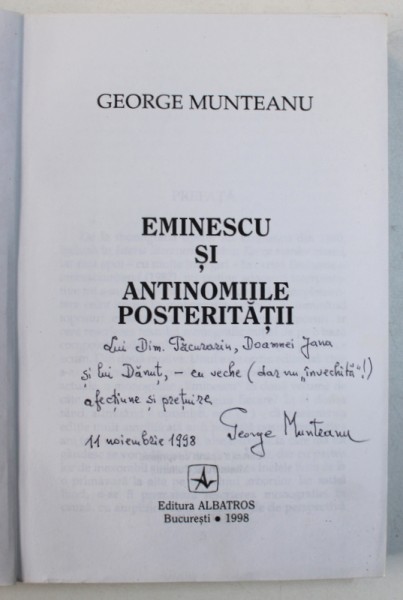 GEORGE MUNTEANU
EMINESCU
ȘI
ANTINOMIILE
POSTERITĂȚII
Lui Dim. Păcurariu, Doamnei Jana
și lui Dănuț, – cu veche (dar nu „învechită”!)
afecțiune și prețuire
11 noiembrie 1998 George Munteanu
Editura ALBATROS
București • 1998